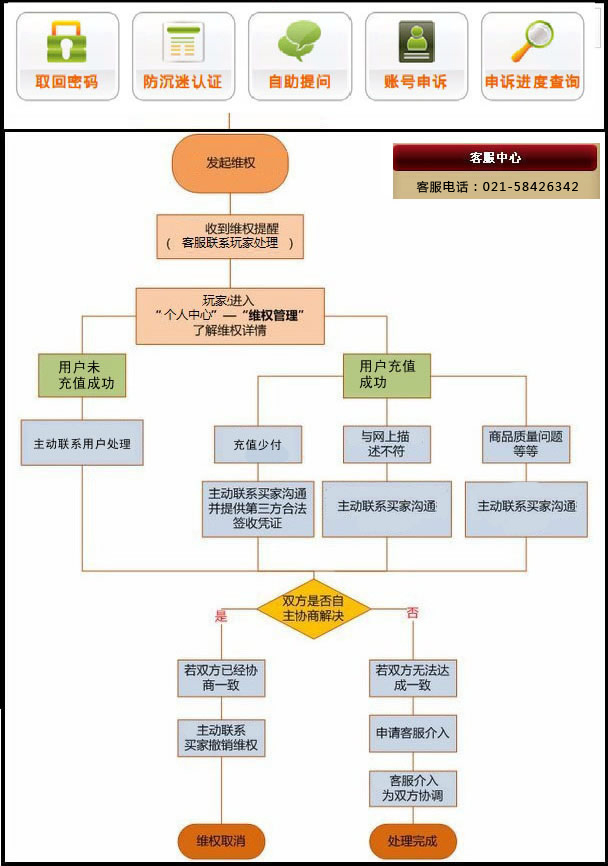 取回密码
防沉迷认证
自助提问
账号申诉
申诉进度查询
发起维权
客服中心
客服电话：021-58426342
收到维权提醒
（ 客服联系玩家处理 ）
玩家进入
“个人中心”—“维权管理”
了解维权详情
用户未
充值成功
用户充值
成功
主动联系用户处理
充值少付
与网上描
述不符
商品质量问题
等等
主动联系买家沟通
并提供第三方合法
签收凭证
主动联系买家沟通
主动联系买家沟通
双方是否自
主协商解决
是
否
若双方已经协
商一致
若双方无法达
成一致
主动联系
买家撤销维权
申请客服介入
客服介入
为双方协调
维权取消
处理完成